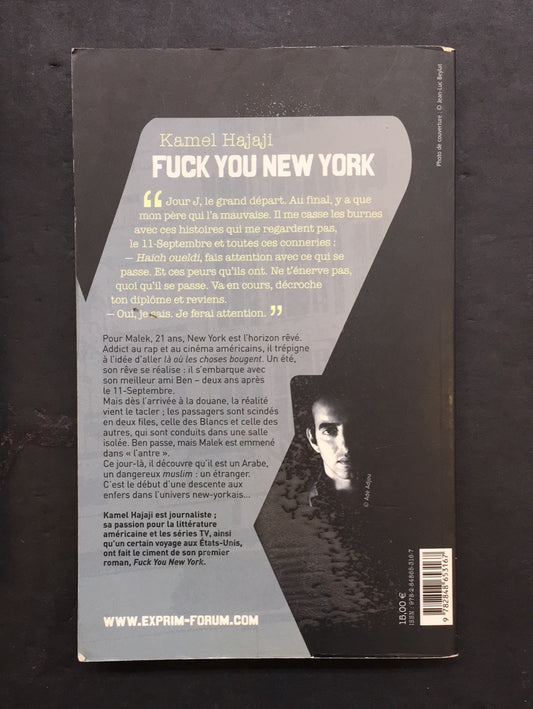 Kamel Hajaji
FUCK YOU NEW YORK
“ Jour J, le grand départ. Au final, y a que
mon père qui l'a mauvaise. Il me casse les burnes
avec ces histoires qui me regardent pas,
le 11-Septembre et toutes ces conneries :
— Haich oueldi, fais attention avec ce qui se
passe. Et ces peurs qu'ils ont. Ne t'énerve pas,
quoi qu'il se passe. Va en cours, décroche
ton diplôme et reviens.
— Oui, je sais. Je ferai attention. ”
Pour Malek, 21 ans, New York est l'horizon rêvé.
Addict au rap et au cinéma américains, il trépigne
à l'idée d'aller là où les choses bougent. Un été,
son rêve se réalise : il s'embarque avec
son meilleur ami Ben – deux ans après
le 11-Septembre.
Mais dès l'arrivée à la douane, la réalité
vient le tacler ; les passagers sont scindés
en deux files, celle des Blancs et celle des
autres, qui sont conduits dans une salle
isolée. Ben passe, mais Malek est emmené
dans « l'antre ».
Ce jour-là, il découvre qu'il est un Arabe,
un dangereux muslim : un étranger.
C'est le début d'une descente aux
enfers dans l'univers new-yorkais...
Kamel Hajaji est journaliste ;
sa passion pour la littérature
américaine et les séries TV, ainsi
qu'un certain voyage aux États-Unis,
ont fait le ciment de son premier
roman, Fuck You New York.
WWW.EXPRIM-FORUM.COM
Photo de couverture : © Jean-Luc Beylat
© Abi Adjou
15,00 €
ISBN : 978-2-84865-316-7
9 782848 653167